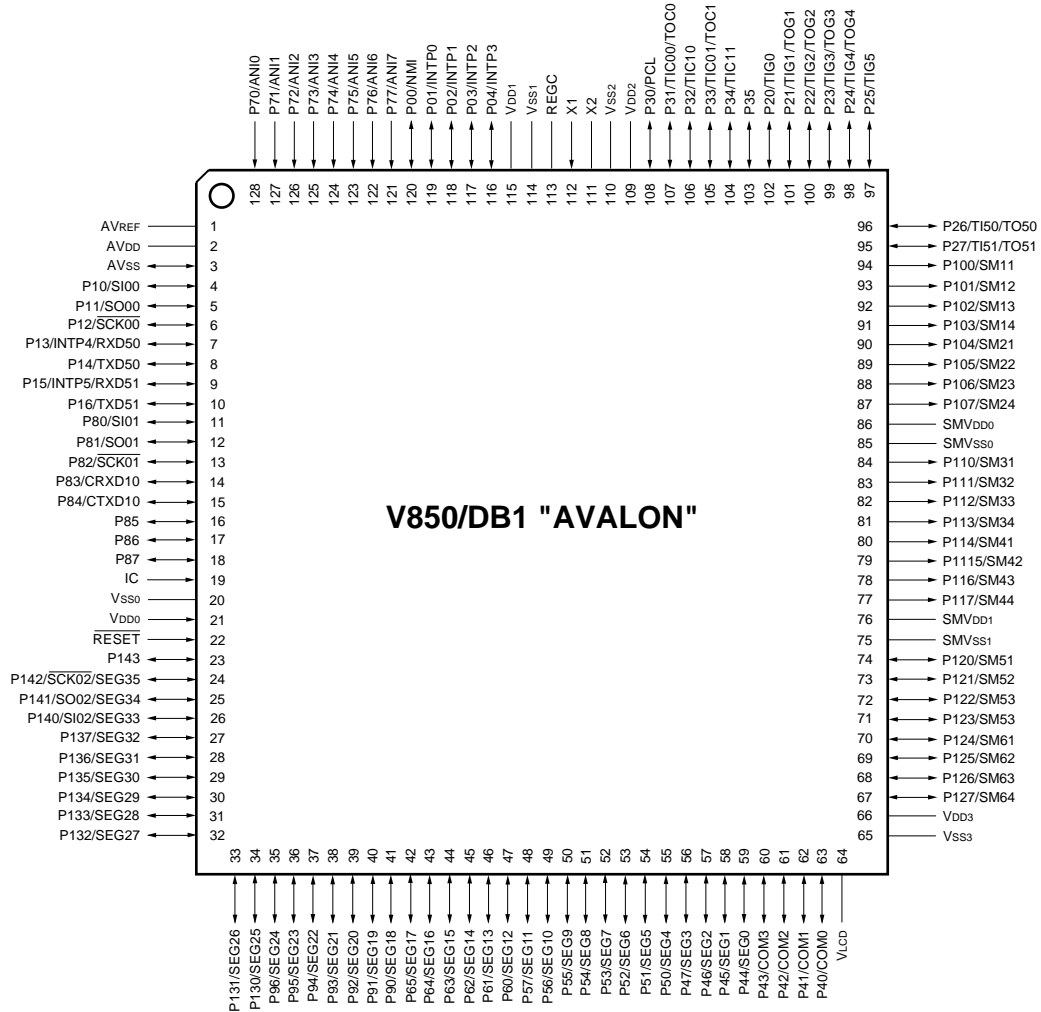 P70/ANI0
P71/ANI1
P72/ANI2
P73/ANI3
P74/ANI4
P75/ANI5
P76/ANI6
P77/ANI7
P00/NMI
P01/INTP0
P02/INTP1
P03/INTP2
P04/INTP3
VDD1
VSS1
REGC
X1
X2
VSS2
VDD2
P30/PCL
P31/TIC00/TOC0
P32/TIC10
P33/TIC01/TOC1
P34/TIC11
P35
P20/TIG0
P21/TIG1/TOG1
P22/TIG2/TOG2
P23/TIG3/TOG3
P24/TIG4/TOG4
P25/TIG5
128 127 126 125 124 123 122 121 120 119 118 117 116 115 114 113 112 111 110 109 108 107 106 105 104 103 102 101 100 99 98 97
AVREF 1
AVDD 2
AVSS 3
P10/SI00 4
P11/SO00 5
P12/SCK00 6
P13/INTP4/RXD50 7
P14/TXD50 8
P15/INTP5/RXD51 9
P16/TXD51 10
P80/SI01 11
P81/SO01 12
P82/SCK01 13
P83/CRXD10 14
P84/CTXD10 15
P85 16
P86 17
P87 18
IC 19
VSS0 20
VDD0 21
RESET 22
P143 23
P142/SCK02/SEG35 24
P141/SO02/SEG34 25
P140/SI02/SEG33 26
P137/SEG32 27
P136/SEG31 28
P135/SEG30 29
P134/SEG29 30
P133/SEG28 31
P132/SEG27 32
V850/DB1 "AVALON"
96 P26/TI50/TO50
95 P27/TI51/TO51
94 P100/SM11
93 P101/SM12
92 P102/SM13
91 P103/SM14
90 P104/SM21
89 P105/SM22
88 P106/SM23
87 P107/SM24
86 SMVDD0
85 SMVSS0
84 P110/SM31
83 P111/SM32
82 P112/SM33
81 P113/SM34
80 P114/SM41
79 P1115/SM42
78 P116/SM43
77 P117/SM44
76 SMVDD1
75 SMVSS1
74 P120/SM51
73 P121/SM52
72 P122/SM53
71 P123/SM53
70 P124/SM61
69 P125/SM62
68 P126/SM63
67 P127/SM64
66 VDD3
65 VSS3
33 34 35 36 37 38 39 40 41 42 43 44 45 46 47 48 49 50 51 52 53 54 55 56 57 58 59 60 61 62 63 64
P131/SEG26
P130/SEG25
P96/SEG24
P95/SEG23
P94/SEG22
P93/SEG21
P92/SEG20
P91/SEG19
P90/SEG18
P65/SEG17
P64/SEG16
P63/SEG15
P62/SEG14
P61/SEG13
P60/SEG12
P57/SEG11
P56/SEG10
P55/SEG9
P54/SEG8
P53/SEG7
P52/SEG6
P51/SEG5
P50/SEG4
P47/SEG3
P46/SEG2
P45/SEG1
P44/SEG0
P43/COM3
P42/COM2
P41/COM1
P40/COM0
VLCD